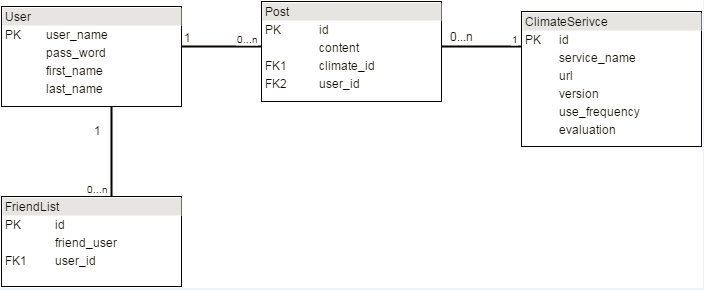 User
PK user_name
pass_word
first_name
last_name
1
0...n
Post
PK id
content
FK1 climate_id
FK2 user_id
0...n
1
ClimateSerivce
PK id
service_name
url
version
use_frequency
evaluation
1
0...n
FriendList
PK id
friend_user
FK1 user_id